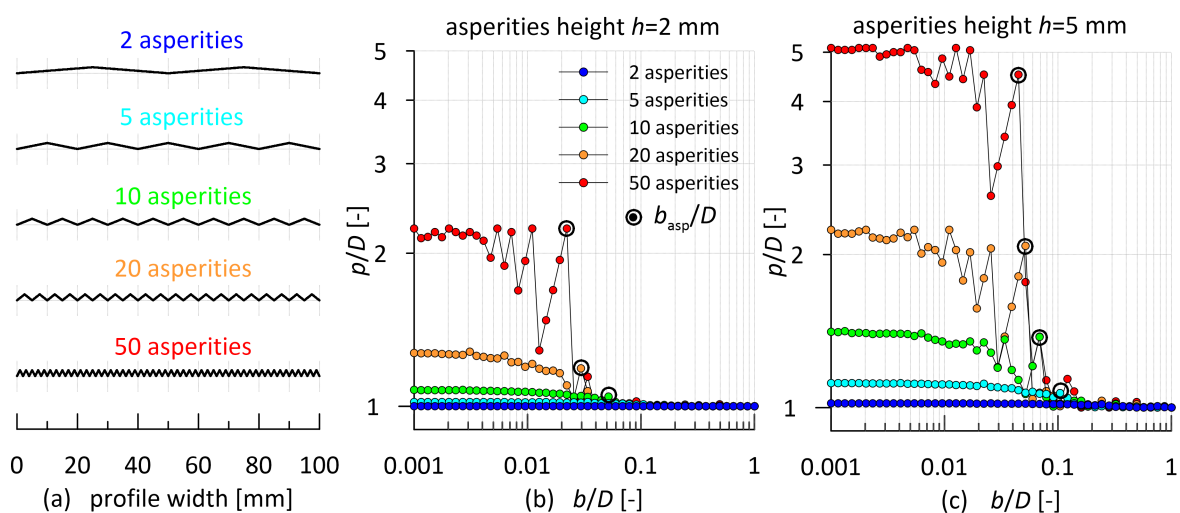 2 asperities
5 asperities
10 asperities
20 asperities
50 asperities
0 20 40 60 80 100
(a) profile width [mm]
asperities height h=2 mm
5
4
3
2
1
p/D [-]
2 asperities
5 asperities
10 asperities
20 asperities
50 asperities
b_asp/D
0.001 0.01 0.1 1
(b) b/D [-]
asperities height h=5 mm
5
4
3
2
1
p/D [-]
0.001 0.01 0.1 1
(c) b/D [-]